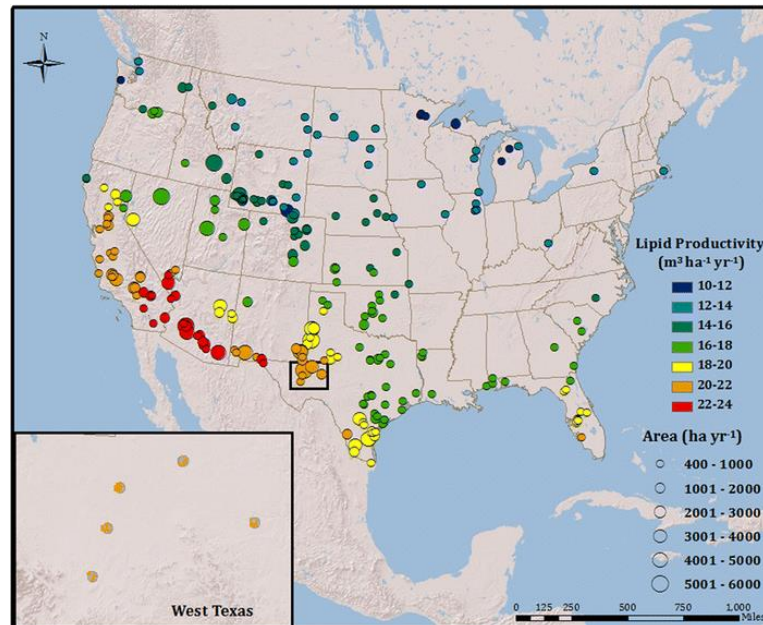 N
Lipid Productivity
(m³ ha⁻¹ yr⁻¹)
10-12
12-14
14-16
16-18
18-20
20-22
22-24
Area (ha yr⁻¹)
400 - 1000
1001 - 2000
2001 - 3000
3001 - 4000
4001 - 5000
5001 - 6000
West Texas
0 125 250 500 750 1,000
Miles